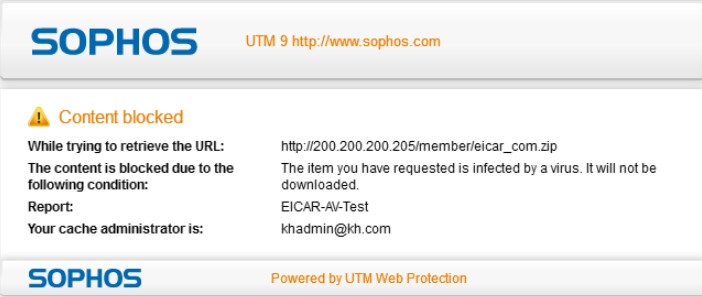 SOPHOS UTM 9 http://www.sophos.com
Content blocked
While trying to retrieve the URL: http://200.200.200.205/member/eicar_com.zip
The content is blocked due to the The item you have requested is infected by a virus. It will not be
following condition: downloaded.
Report: EICAR-AV-Test
Your cache administrator is: khadmin@kh.com
SOPHOS Powered by UTM Web Protection